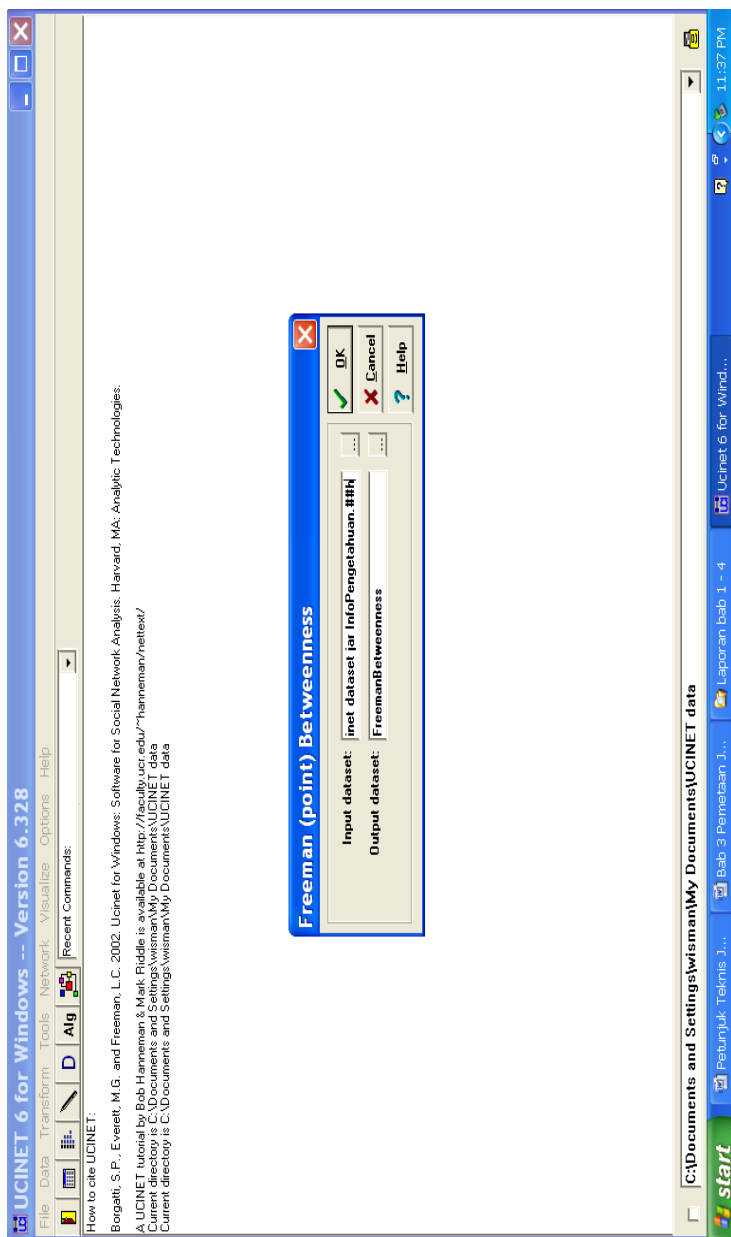 UCINET 6 for Windows -- Version 6.328
File Data Transform Tools Network Visualize Options Help
D Alg Recent Commands:
How to cite UCINET:
Borgatti, S.P., Everett, M.G. and Freeman, L.C. 2002. Ucinet for Windows: Software for Social Network Analysis. Harvard, MA: Analytic Technologies.
A UCINET tutorial by Bob Hanneman & Mark Riddle is available at http://faculty.ucr.edu/~hanneman/nettext/
Current directory is C:\Documents and Settings\wisman\My Documents\UCINET data
Current directory is C:\Documents and Settings\wisman\My Documents\UCINET data
Freeman (point) Betweenness
Input dataset: inet dataset jar InfoPengetahuan.##h ...
Output dataset: FreemanBetweenness ...
OK
Cancel
? Help
C:\Documents and Settings\wisman\My Documents\UCINET data
start
Petunjuk Teknis J...
Bab 3 Pemetaan J...
Laporan bab 1 - 4
Ucinet 6 for Wind...
11:37 PM